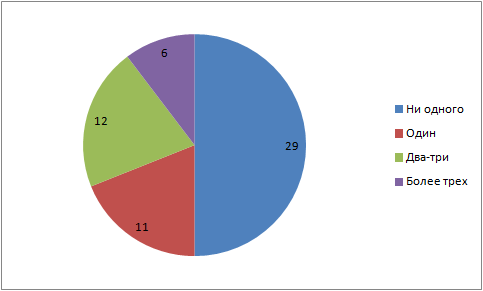 6
12
29
11
Ни одного
Один
Два-три
Более трех